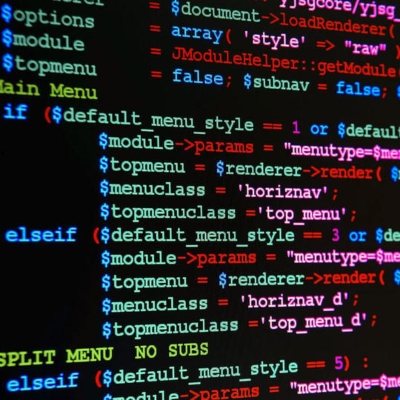 = $document->loadRenderer(
$options = array( 'style' => "raw"
$module = JModuleHelper::getModule(
$topmenu = false; $subnav = false;
Main Menu
if ($default_menu_style == 1 or $defaul
$module->params = "menutype=$me
$topmenu = $renderer->render( $
$menuclass = 'horiznav';
$topmenuclass ='top_menu';
elseif ($default_menu_style == 3 or $de
$module->params = "menutype=$me
$topmenu = $renderer->render(
$menuclass = 'horiznav_d';
$topmenuclass ='top_menu_d';
SPLIT MENU NO SUBS
elseif ($default_menu_style == 5) :
$module->params = "menutype=$me